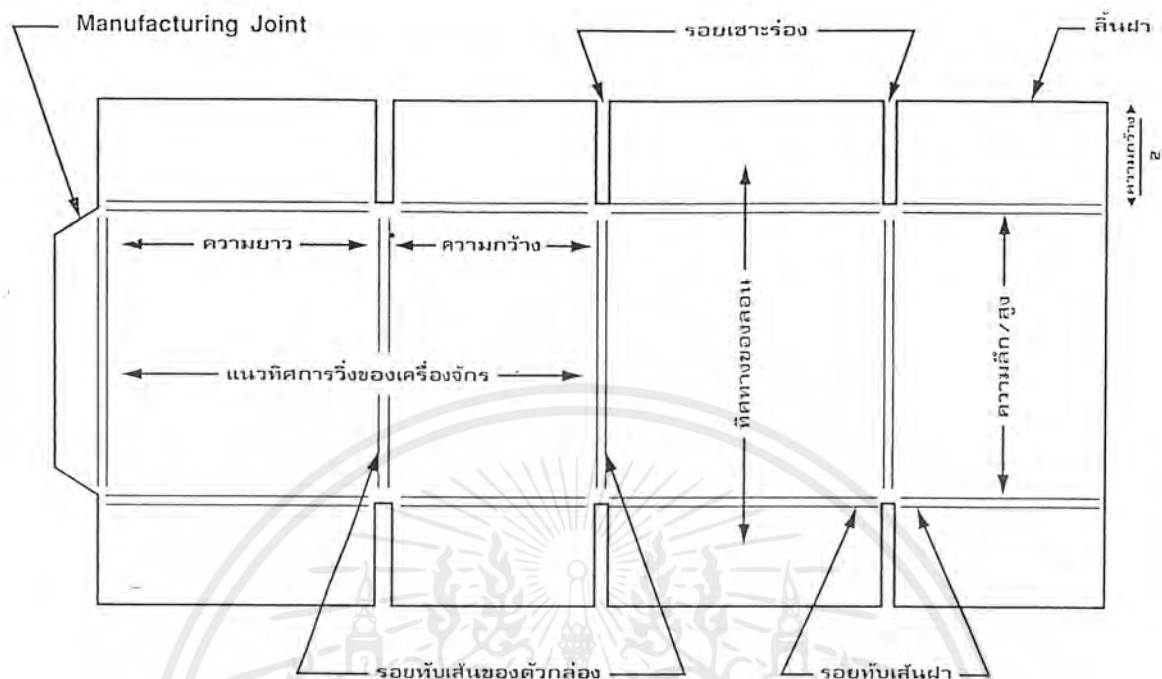 Manufacturing Joint
รอยเซาะร่อง
ลิ้นฝา
ความกว้าง
2
ความยาว
ความกว้าง
แนวทิศการวิ่งของเครื่องจักร
ทิศทางของลอน
ความลึก/สูง
รอยทับเส้นของตัวกล่อง
รอยทับเส้นฝา